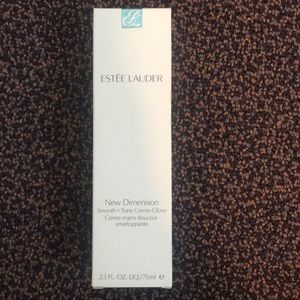 ESTĒE LAUDER
New Dimension
Smooth + Tone Creme-Glove
Crème mains douceur
enveloppante
2.5 FL. OZ. LIQ./75ml ℮